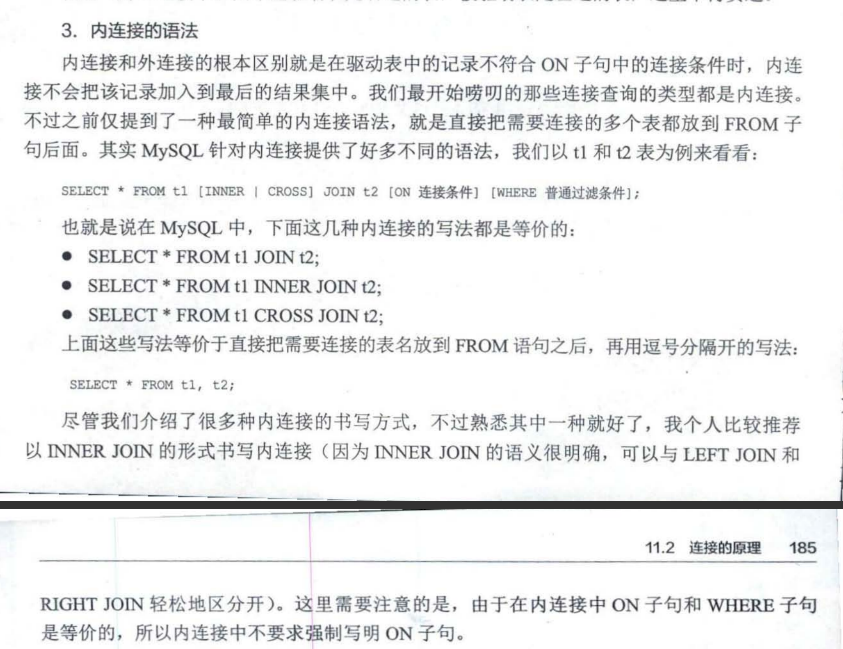 3．内连接的语法
内连接和外连接的根本区别就是在驱动表中的记录不符合 ON 子句中的连接条件时，内连
接不会把该记录加入到最后的结果集中。我们最开始唠叨的那些连接查询的类型都是内连接。
不过之前仅提到了一种最简单的内连接语法，就是直接把需要连接的多个表都放到 FROM 子
句后面。其实 MySQL 针对内连接提供了好多不同的语法，我们以 t1 和 t2 表为例来看看：
SELECT * FROM t1 [INNER | CROSS] JOIN t2 [ON 连接条件] [WHERE 普通过滤条件];
也就是说在 MySQL 中，下面这几种内连接的写法都是等价的：
● SELECT * FROM t1 JOIN t2;
● SELECT * FROM t1 INNER JOIN t2;
● SELECT * FROM t1 CROSS JOIN t2;
上面这些写法等价于直接把需要连接的表名放到 FROM 语句之后，再用逗号分隔开的写法：
SELECT * FROM t1, t2;
尽管我们介绍了很多种内连接的书写方式，不过熟悉其中一种就好了，我个人比较推荐
以 INNER JOIN 的形式书写内连接（因为 INNER JOIN 的语义很明确，可以与 LEFT JOIN 和
11.2 连接的原理 185
RIGHT JOIN 轻松地区分开）。这里需要注意的是，由于在内连接中 ON 子句和 WHERE 子句
是等价的，所以内连接中不要求强制写明 ON 子句。